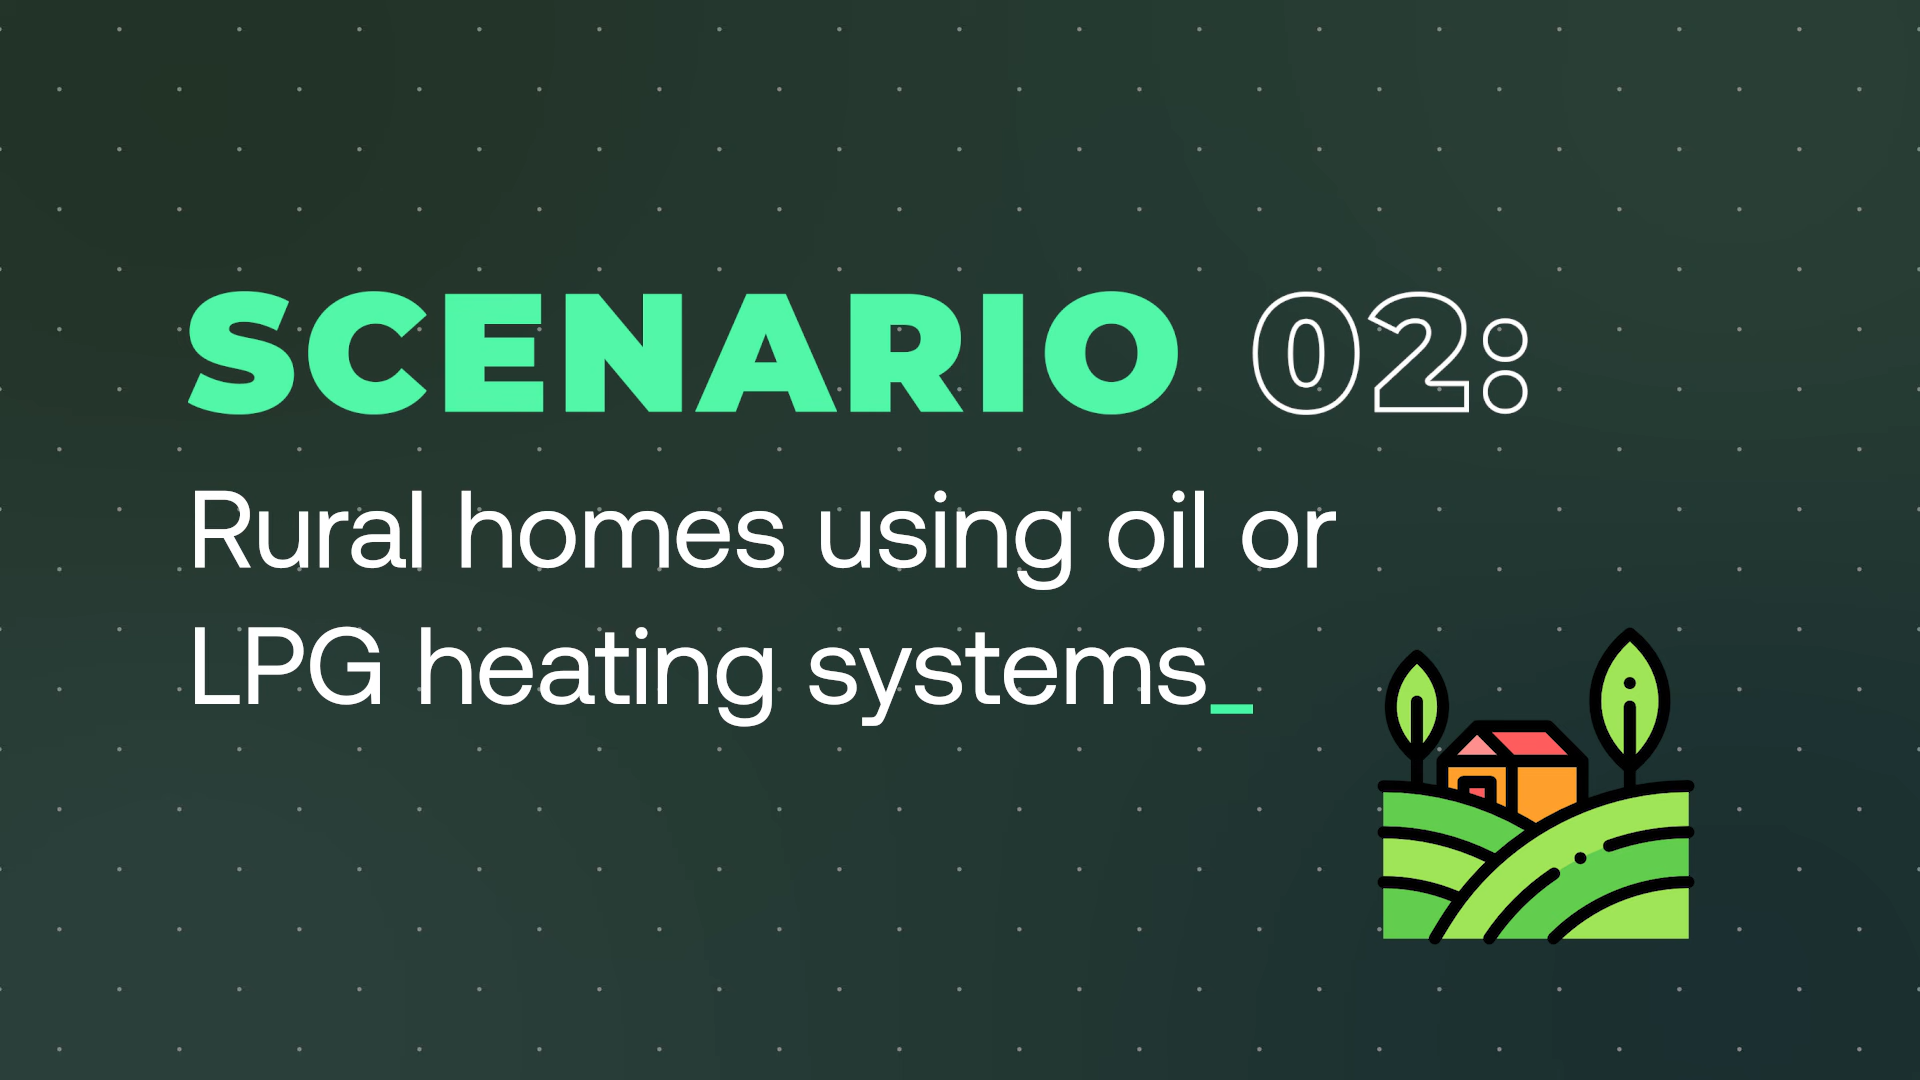 SCENARIO 02:
Rural homes using oil or
LPG heating systems_